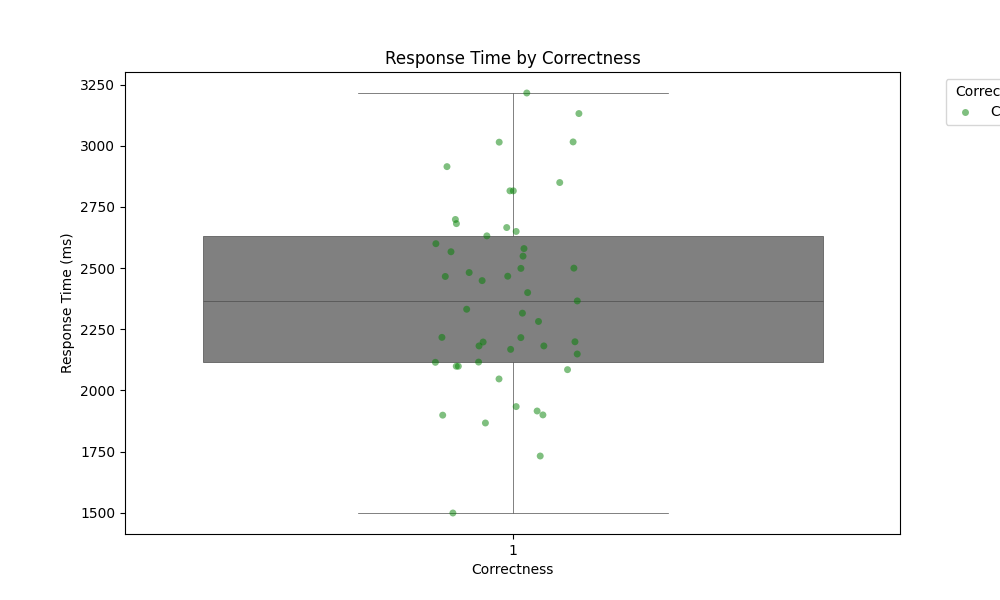 Response Time by Correctness
Correc
C
3250
3000
2750
2500
2250
2000
1750
1500
Response Time (ms)
1
Correctness